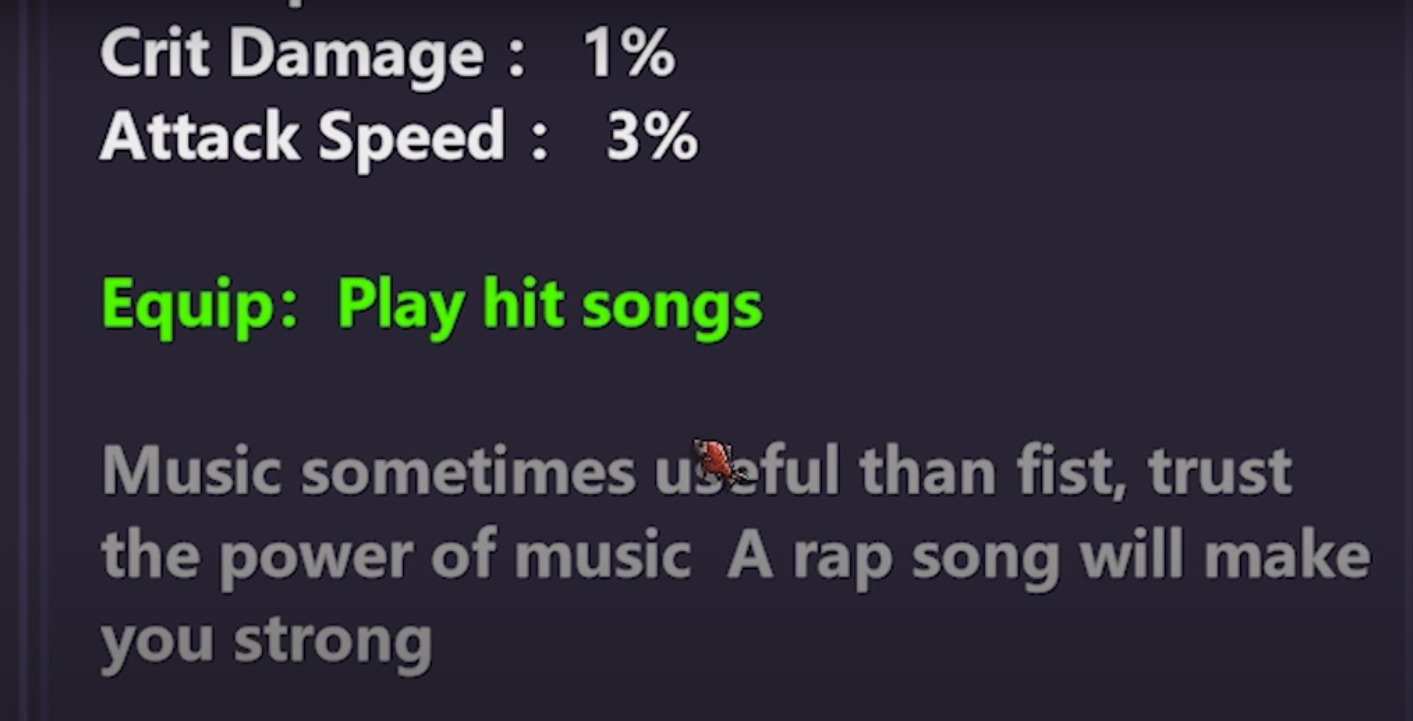 Crit Damage： 1%
Attack Speed： 3%
Equip： Play hit songs
Music sometimes useful than fist, trust
the power of music  A rap song will make
you strong